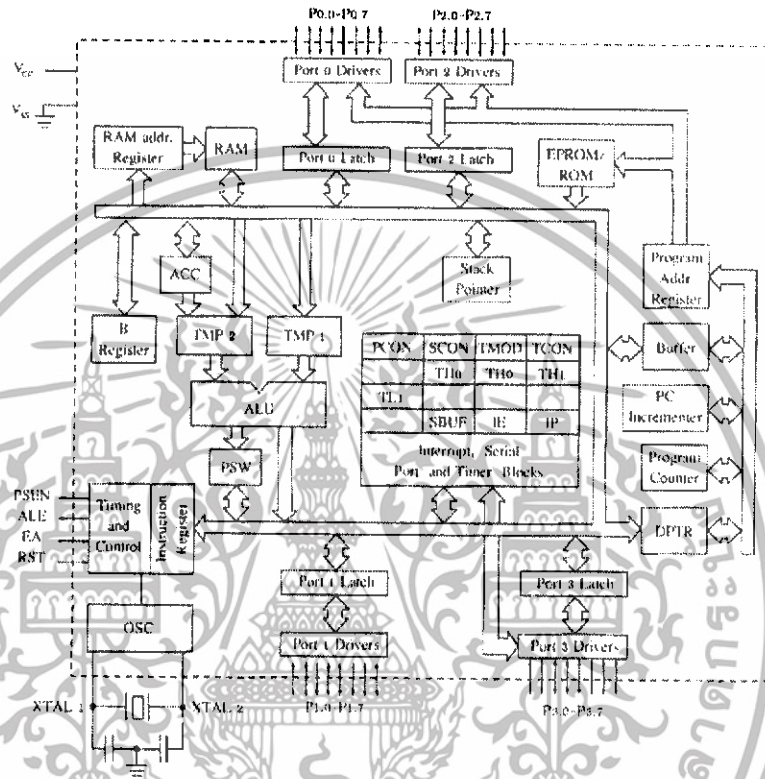 P0.0-P0.7
P2.0-P2.7
Port 0 Drivers
Port 2 Drivers
Vcc
Vss
RAM addr.
Register
RAM
Port 0 Latch
Port 2 Latch
EPROM/
ROM
ACC
Stack
Pointer
Program
Addr
Register
B
Register
TMP 2
TMP 1
PCON
SCON
TMOD
TCON
TH0
TH0
TH1
TL1
SBUF
IE
IP
Interrupt, Serial
Port and Timer Blocks
Buffer
PC
Incrementer
ALU
PSW
Program
Counter
PSEN
ALE
EA
RST
Timing
and
Control
Instruction
Register
DPTR
Port 1 Latch
Port 3 Latch
OSC
Port 1 Drivers
Port 3 Drivers
XTAL 1
XTAL 2
P1.0-P1.7
P3.0-P3.7